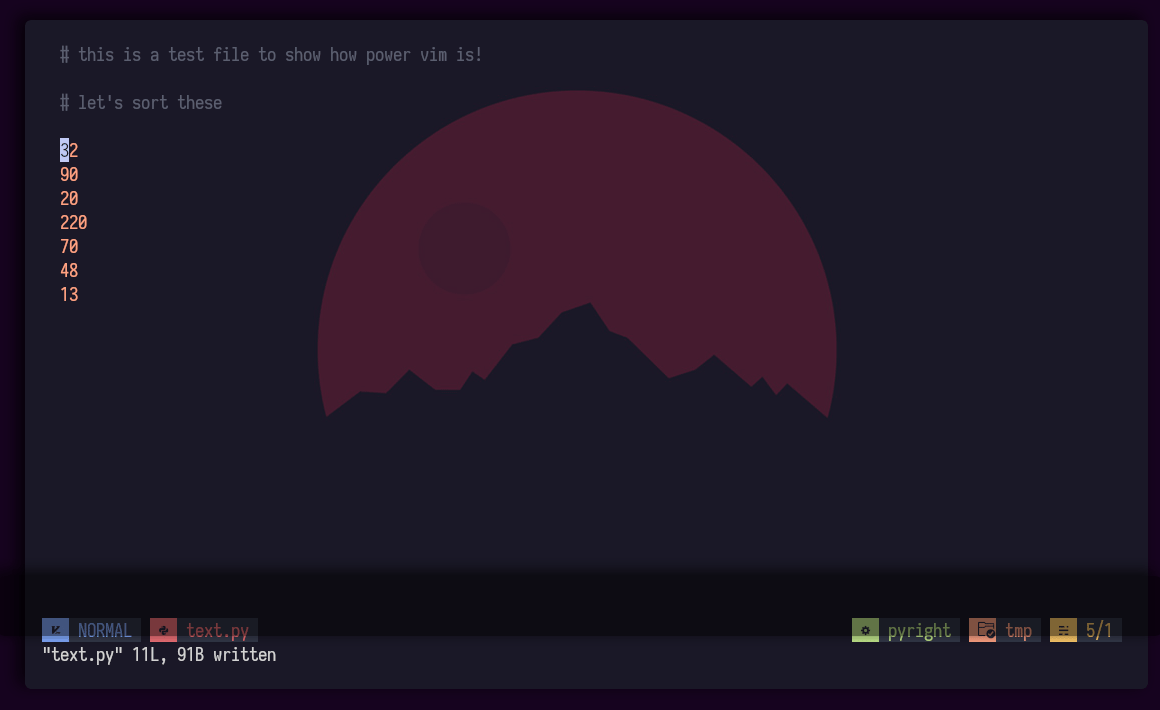 # this is a test file to show how power vim is!
# let's sort these
32
90
20
220
70
48
13
NORMAL text.py pyright tmp 5/1
"text.py" 11L, 91B written